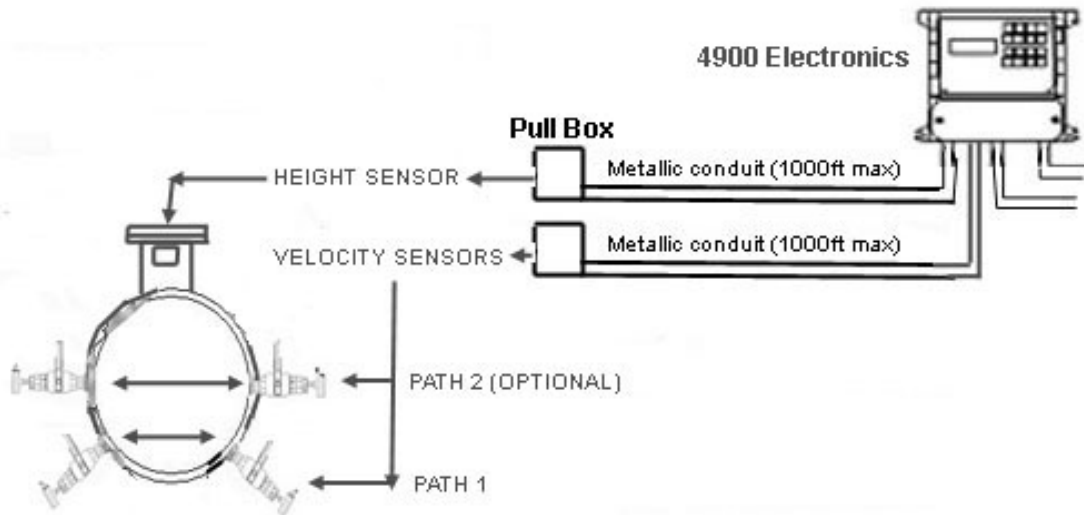 4900 Electronics
Pull Box
Metallic conduit (1000ft max)
HEIGHT SENSOR
Metallic conduit (1000ft max)
VELOCITY SENSORS
PATH 2 (OPTIONAL)
PATH 1